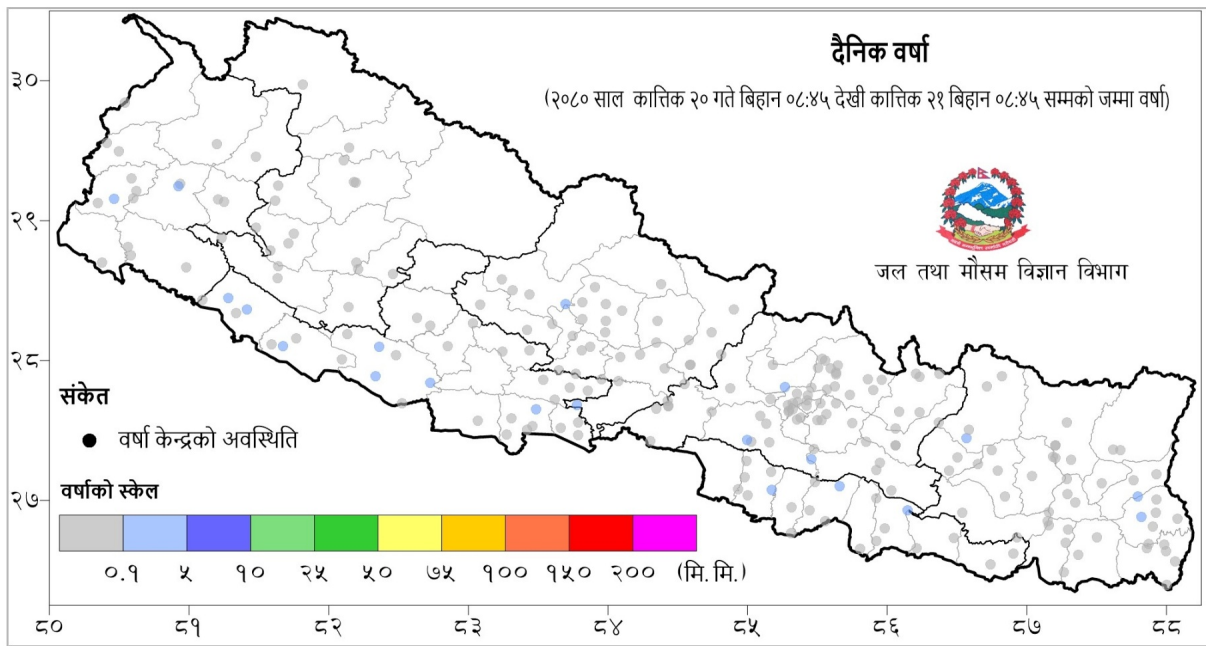 दैनिक वर्षा
(२०८० साल कात्तिक २० गते बिहान ०८:४५ देखी कात्तिक २१ बिहान ०८:४५ सम्मको जम्मा वर्षा)
जल तथा मौसम विज्ञान विभाग
३०
२९
२८
२७
संकेत
वर्षा केन्द्रको अवस्थिति
वर्षाको स्केल
०.१ ५ १० २५ ५० ७५ १०० १५० २०० (मि.मि.)
८० ८१ ८२ ८३ ८४ ८५ ८६ ८७ ८८